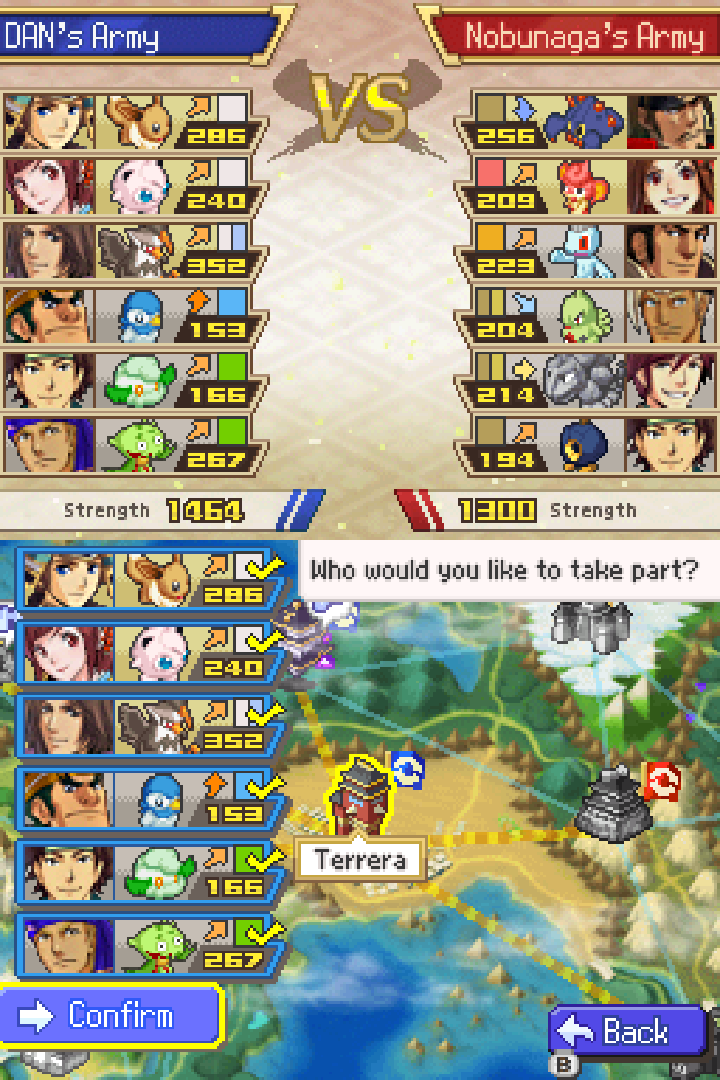 DAN's Army
Nobunaga's Army
VS
286
256
240
209
352
223
153
204
166
214
267
194
Strength 1464
1300 Strength
Who would you like to take part?
286
240
352
153
166
267
Terrera
Confirm
Back
B